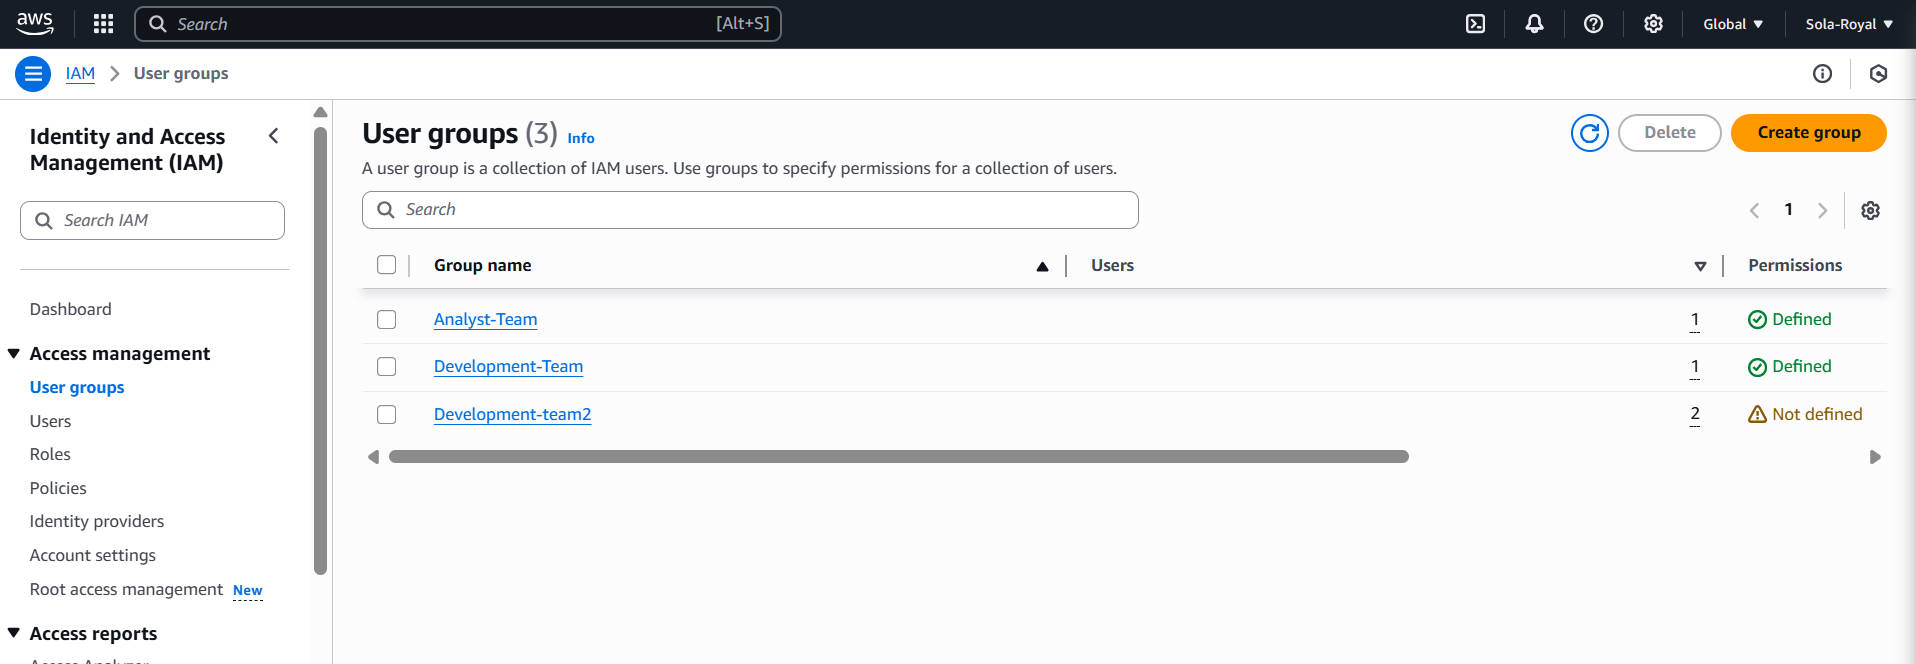 aws
Search [Alt+S]
Global
Sola-Royal
IAM > User groups
Identity and Access
Management (IAM)
Search IAM
Dashboard
Access management
User groups
Users
Roles
Policies
Identity providers
Account settings
Root access management New
Access reports
Access Analyzer
User groups (3) Info
A user group is a collection of IAM users. Use groups to specify permissions for a collection of users.
Delete
Create group
Search
1
Group name Users Permissions
Analyst-Team 1 Defined
Development-Team 1 Defined
Development-team2 2 Not defined